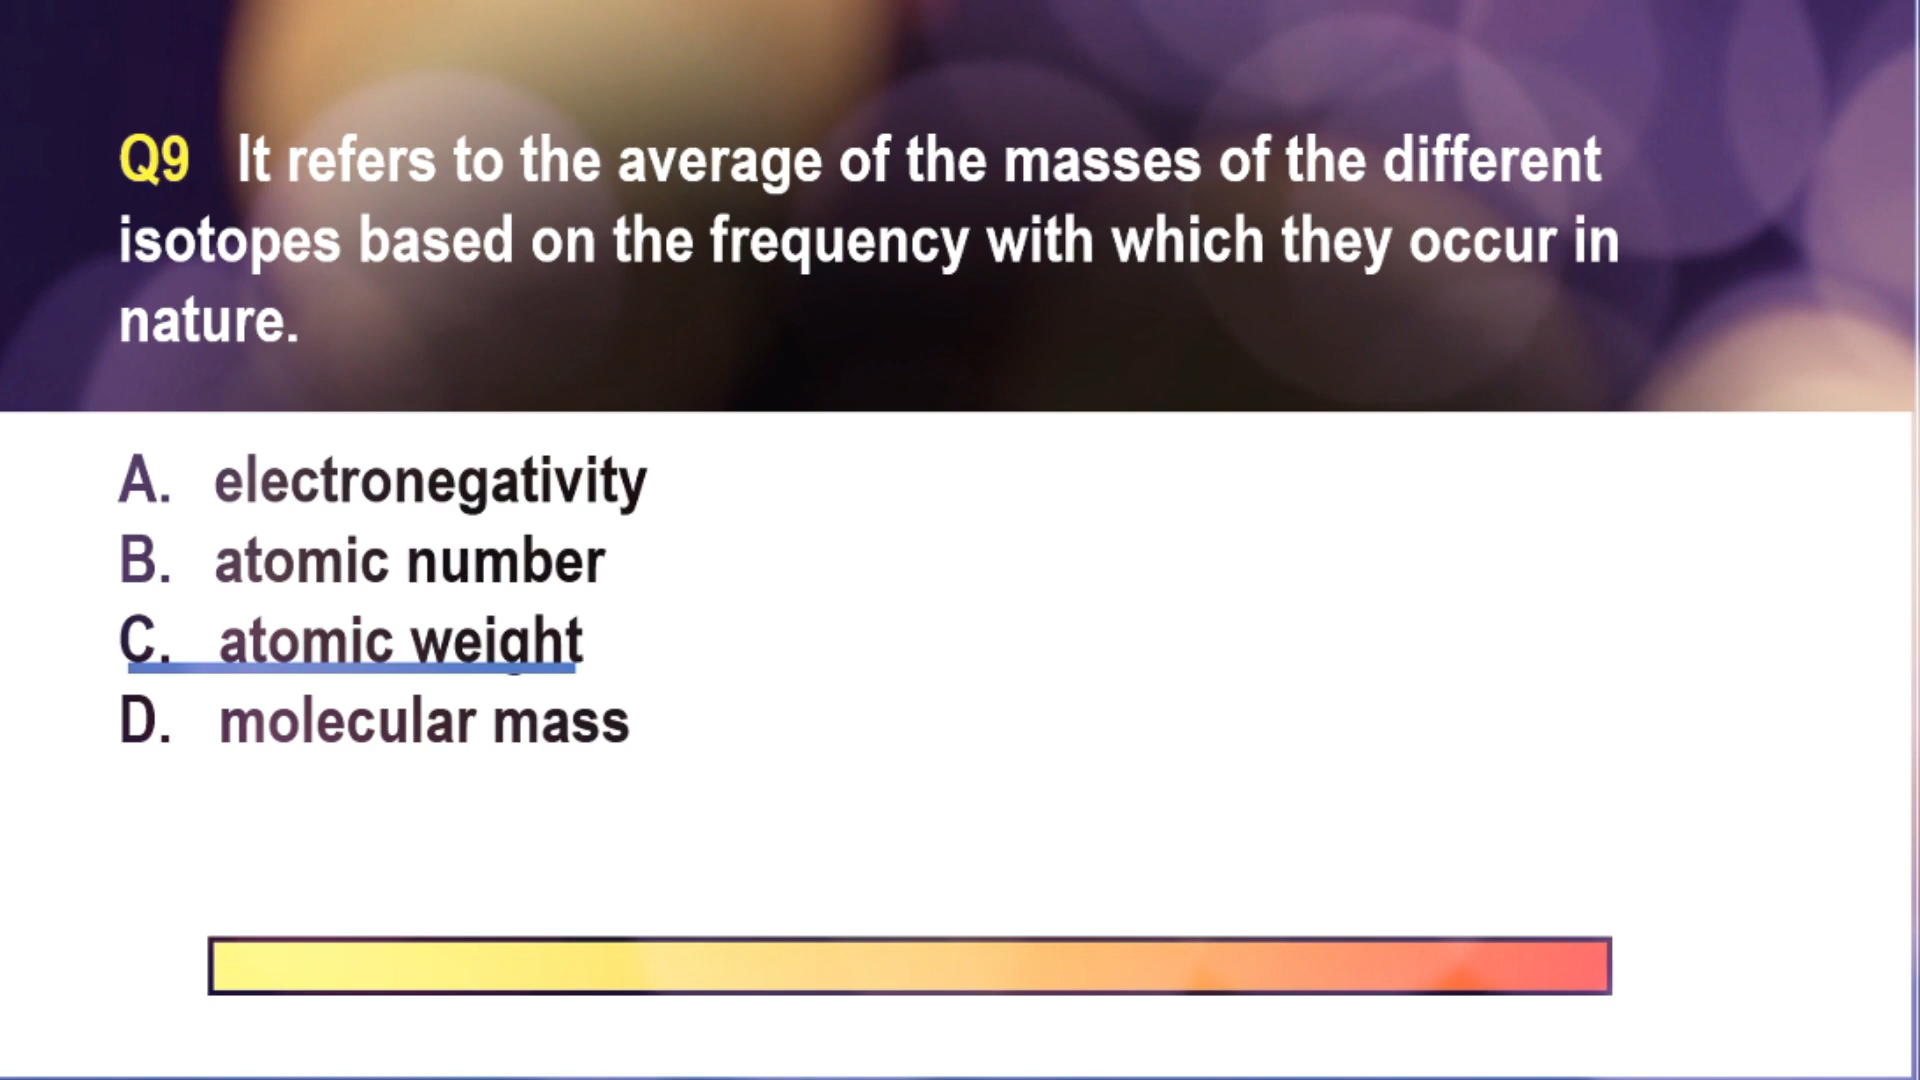 Q9 It refers to the average of the masses of the different
isotopes based on the frequency with which they occur in
nature.
A. electronegativity
B. atomic number
C. atomic weight
D. molecular mass